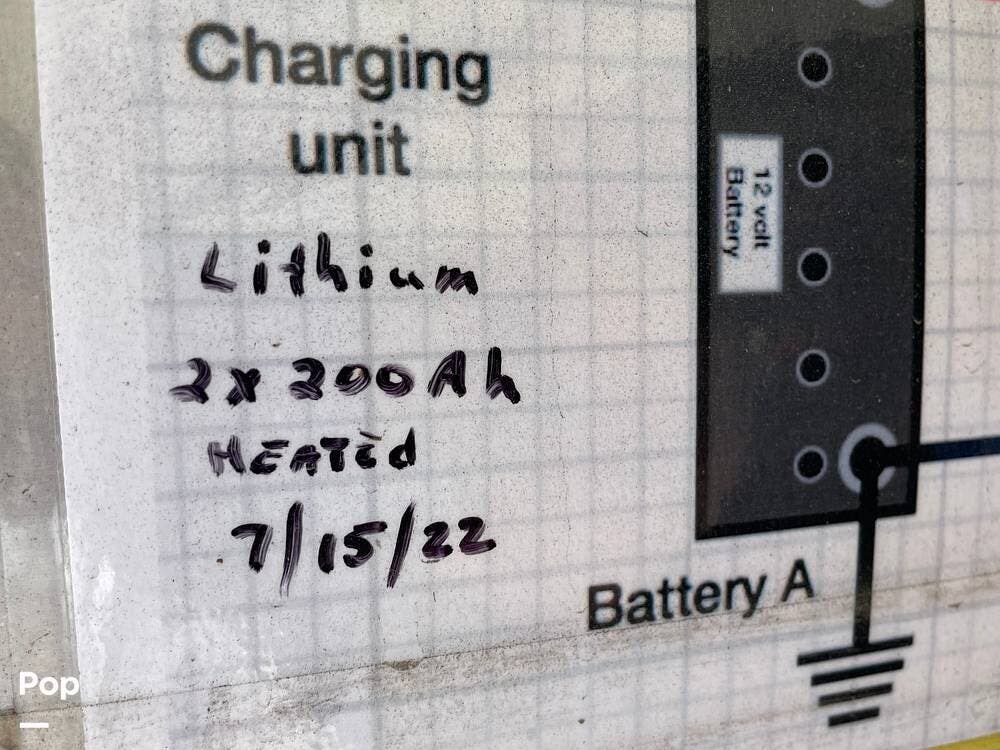 Charging
unit
Lithium
2x 200Ah
HEATED
7/15/22
12 volt
Battery
Battery A
Pop